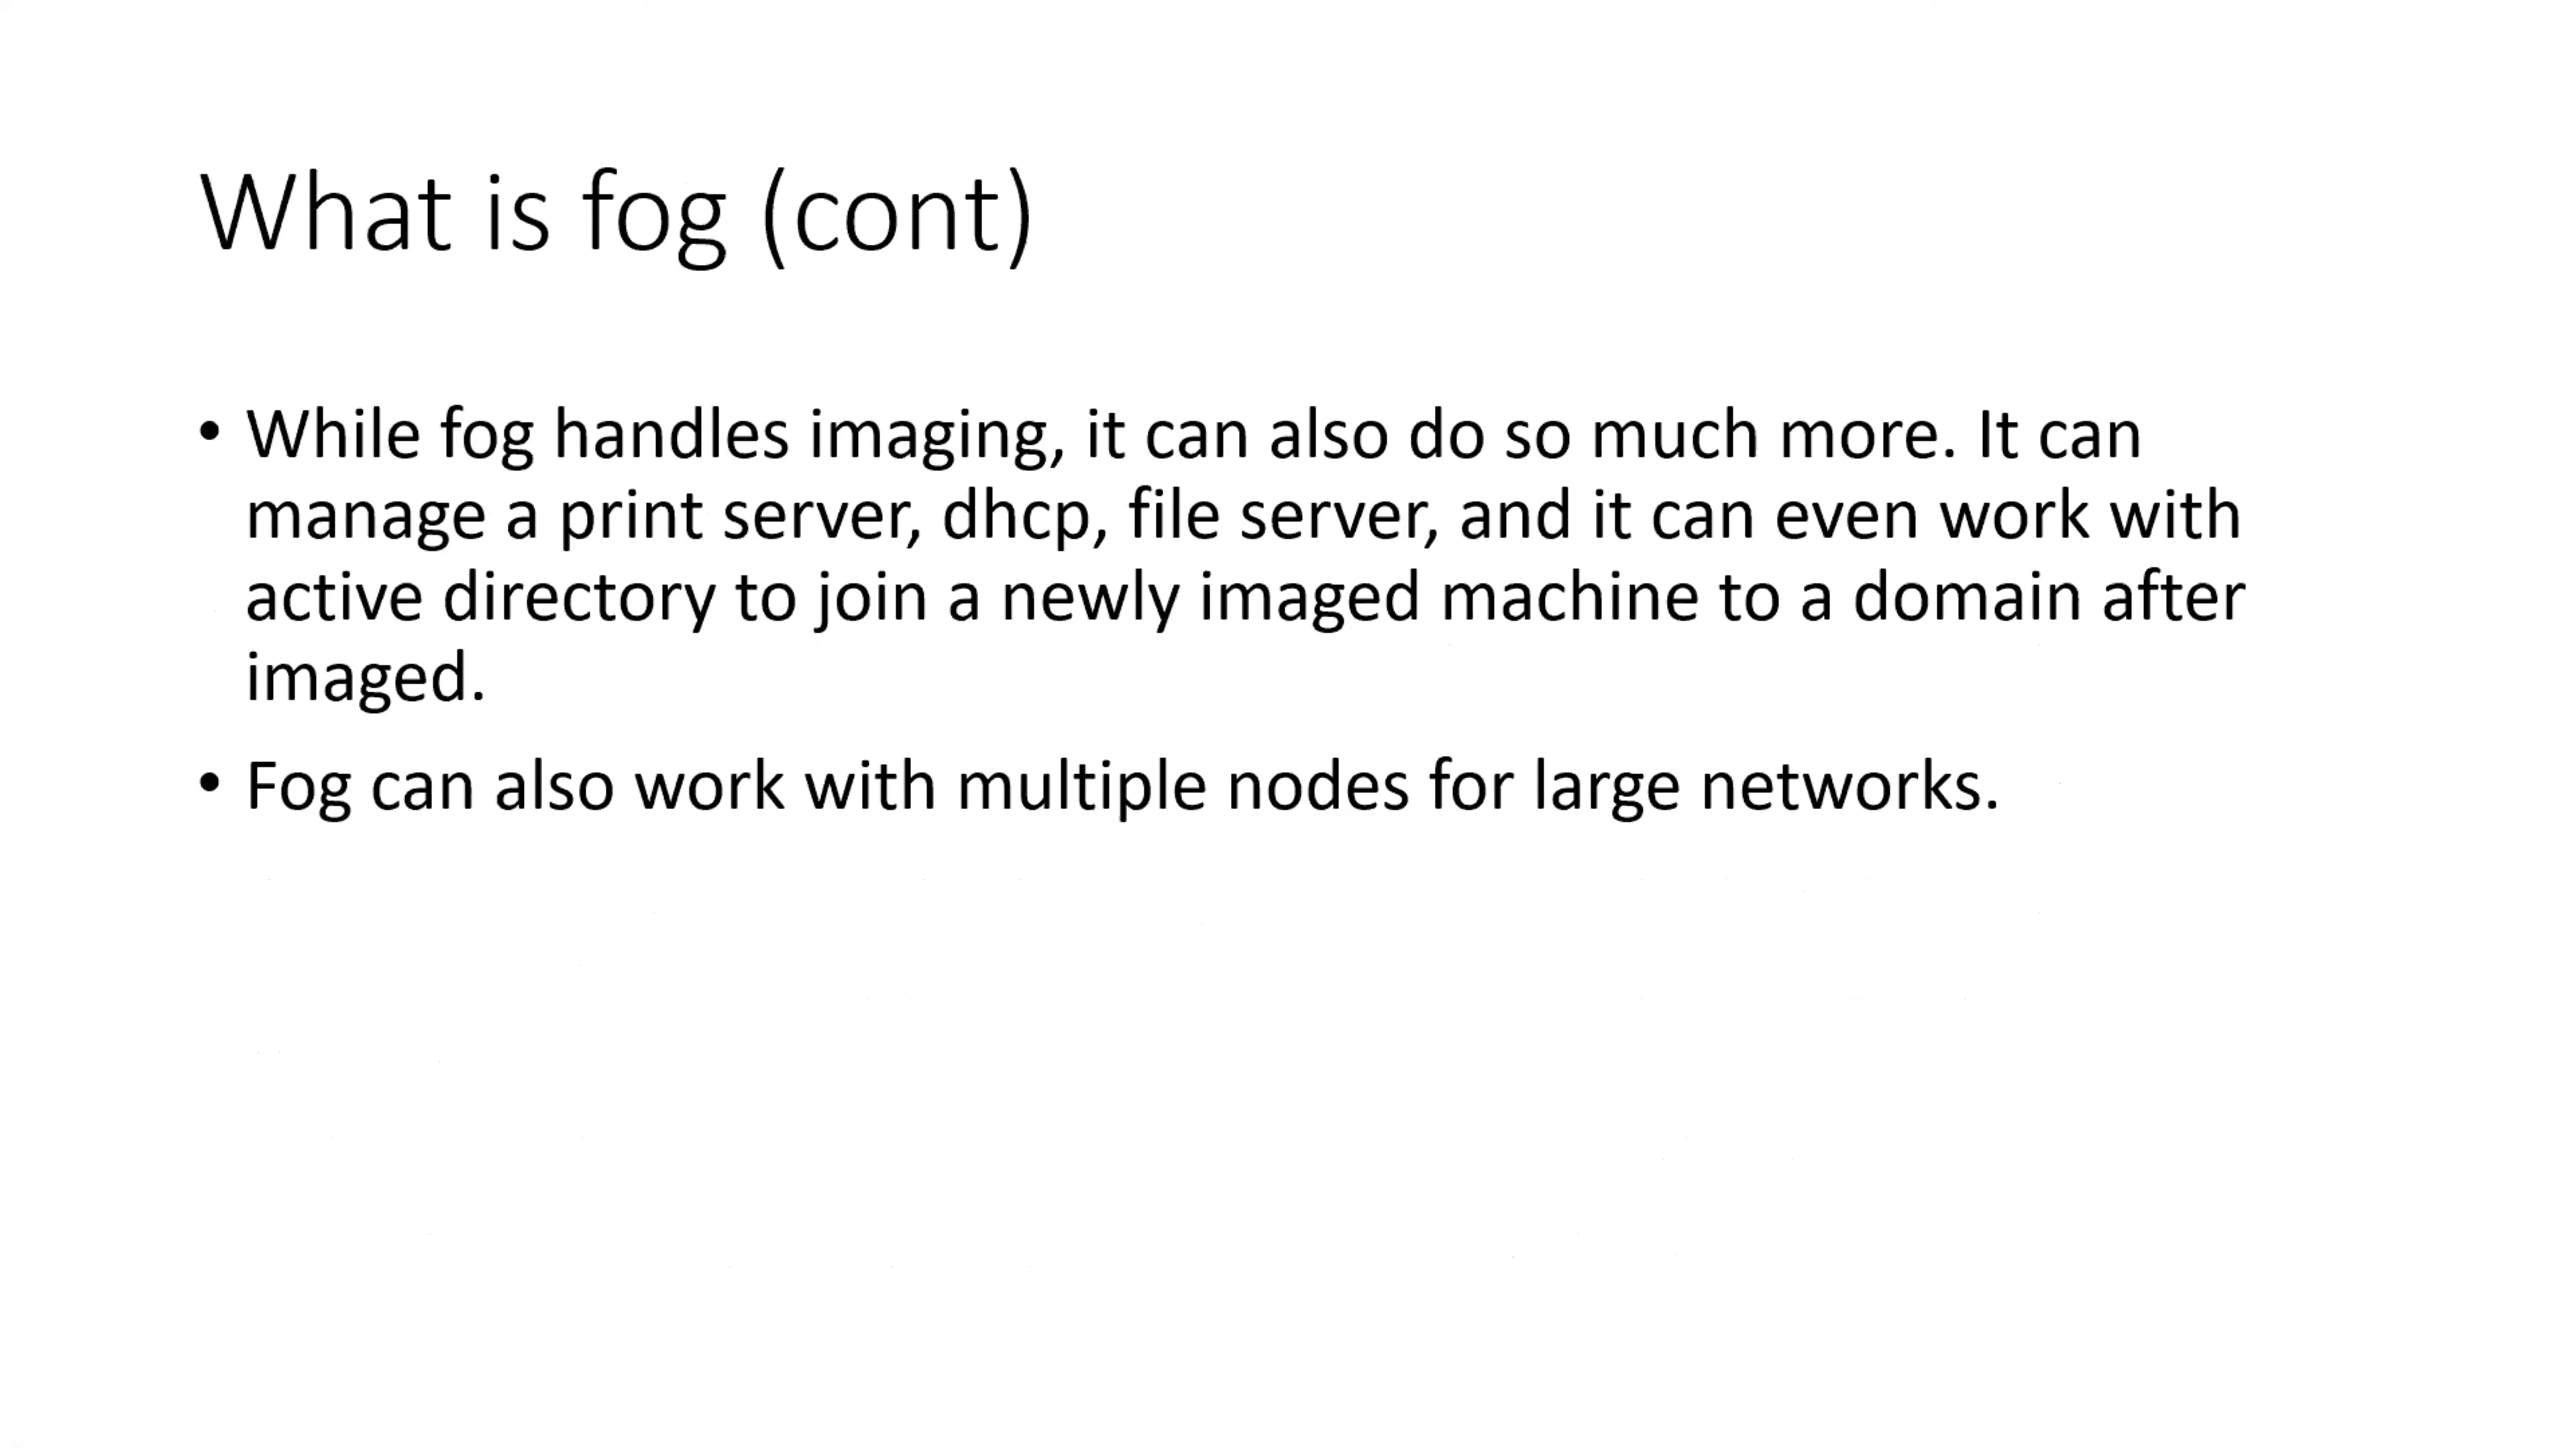 What is fog (cont)
• While fog handles imaging, it can also do so much more. It can
manage a print server, dhcp, file server, and it can even work with
active directory to join a newly imaged machine to a domain after
imaged.
• Fog can also work with multiple nodes for large networks.